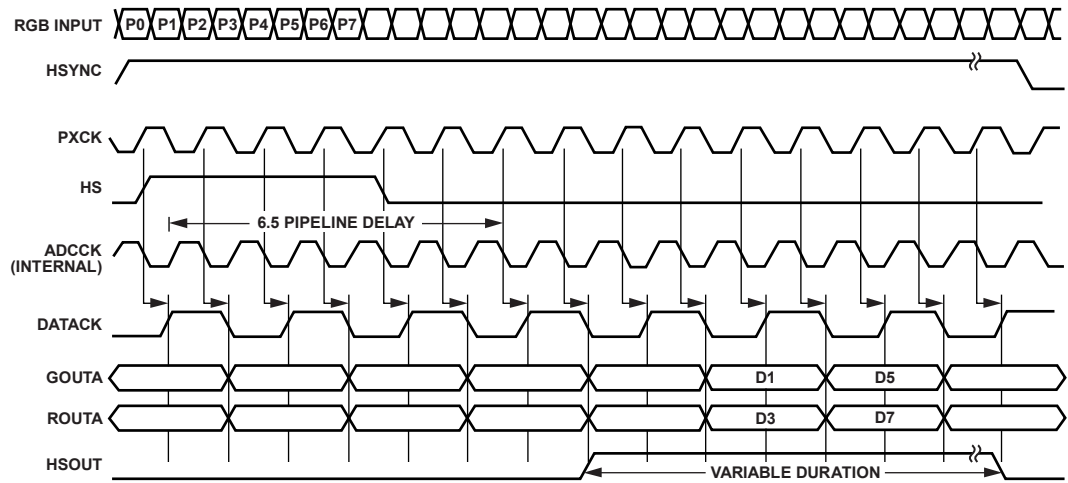 RGB INPUT P0 P1 P2 P3 P4 P5 P6 P7
HSYNC
PXCK
HS
6.5 PIPELINE DELAY
ADCCK
(INTERNAL)
DATACK
GOUTA D1 D5
ROUTA D3 D7
HSOUT
VARIABLE DURATION